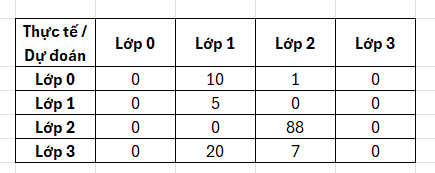 Thực tế /
Dự đoán Lớp 0 Lớp 1 Lớp 2 Lớp 3
Lớp 0 0 10 1 0
Lớp 1 0 5 0 0
Lớp 2 0 0 88 0
Lớp 3 0 20 7 0